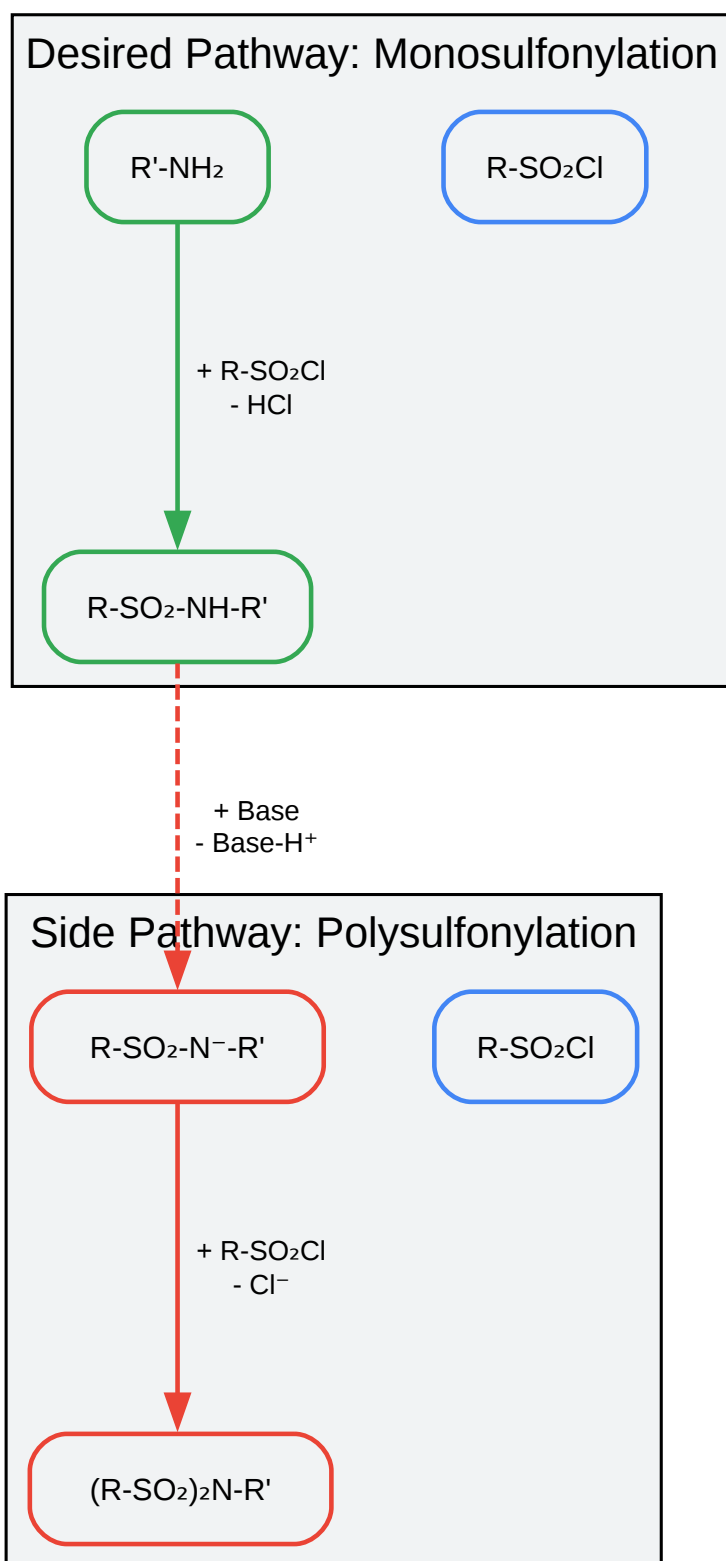 Desired Pathway: Monosulfonylation
R'-NH₂
R-SO₂Cl
+ R-SO₂Cl
- HCl
R-SO₂-NH-R'
+ Base
- Base-H⁺
Side Pathway: Polysulfonylation
R-SO₂-N⁻-R'
R-SO₂Cl
+ R-SO₂Cl
- Cl⁻
(R-SO₂)₂N-R'